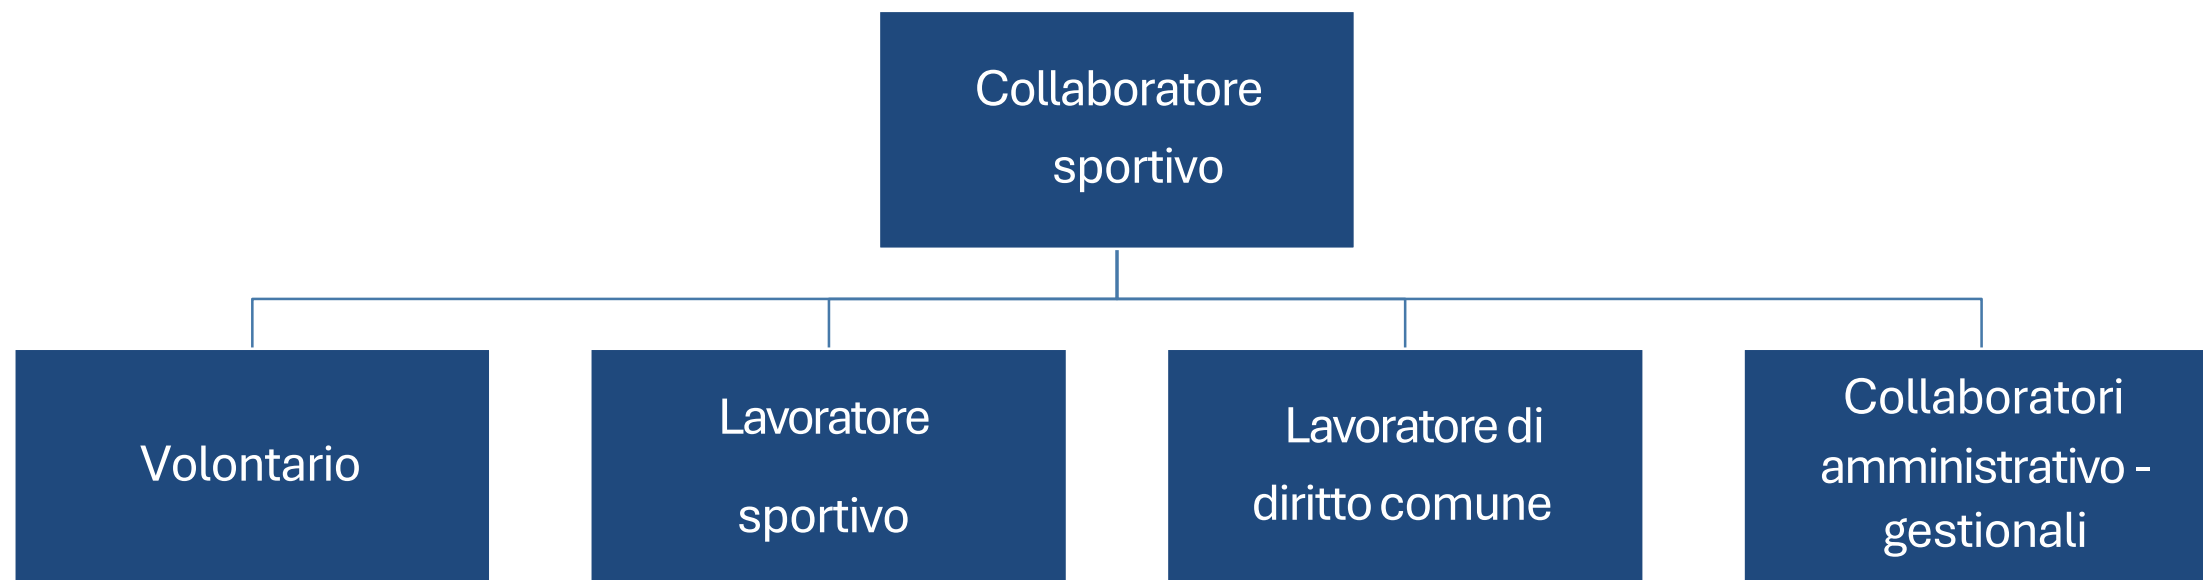 Collaboratore
sportivo
Volontario
Lavoratore
sportivo
Lavoratore di
diritto comune
Collaboratori
amministrativo -
gestionali